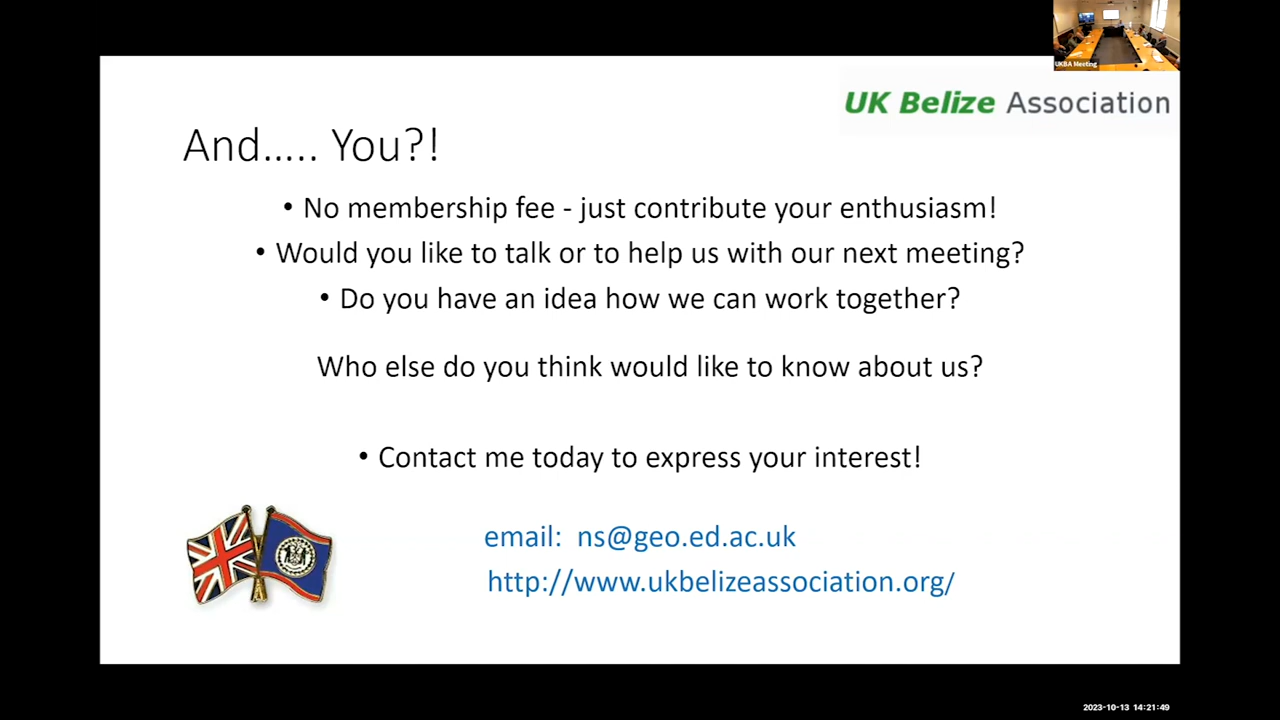 UKBA Meeting
UK Belize Association
And..... You?!
• No membership fee - just contribute your enthusiasm!
• Would you like to talk or to help us with our next meeting?
• Do you have an idea how we can work together?
Who else do you think would like to know about us?
• Contact me today to express your interest!
email: ns@geo.ed.ac.uk
http://www.ukbelizeassociation.org/
2023-10-13 14:21:49